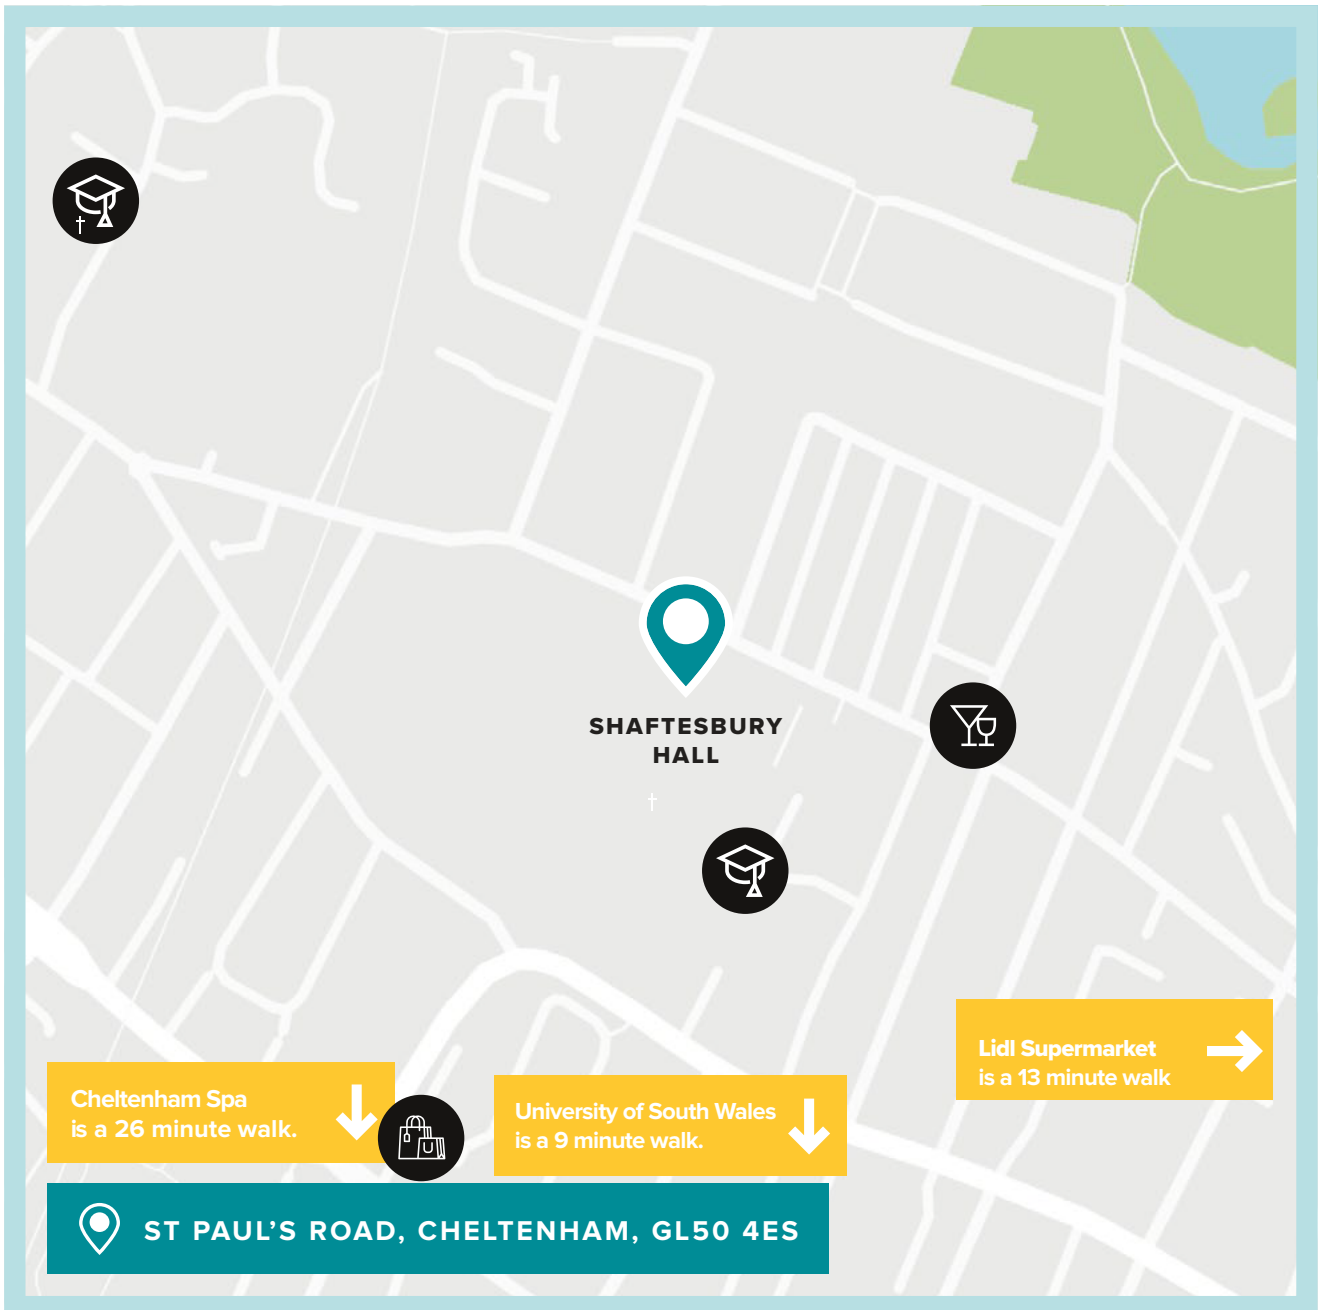 SHAFTESBURY
HALL
Lidl Supermarket
is a 13 minute walk
Cheltenham Spa
is a 26 minute walk.
University of South Wales
is a 9 minute walk.
ST PAUL’S ROAD, CHELTENHAM, GL50 4ES